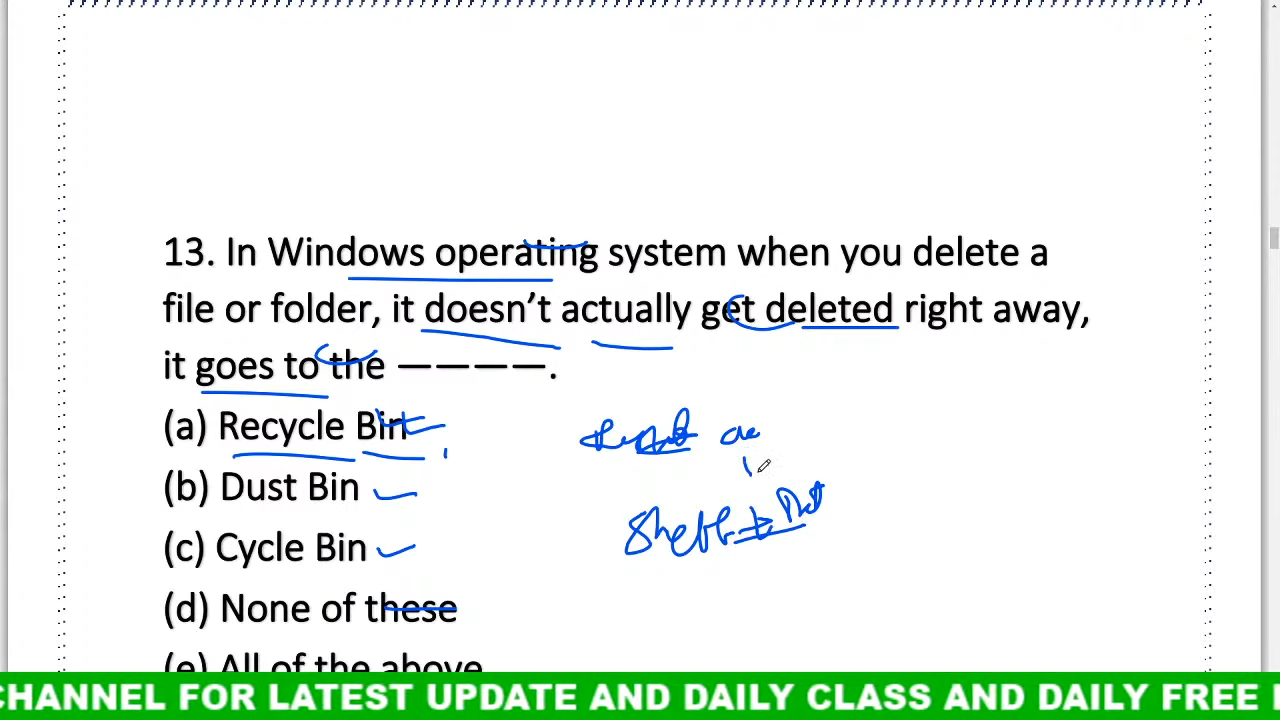 13. In Windows operating system when you delete a
file or folder, it doesn’t actually get deleted right away,
it goes to the ————.
(a) Recycle Bin
(b) Dust Bin
(c) Cycle Bin
(d) None of these
(e) All of the above
CHANNEL FOR LATEST UPDATE AND DAILY CLASS AND DAILY FREE